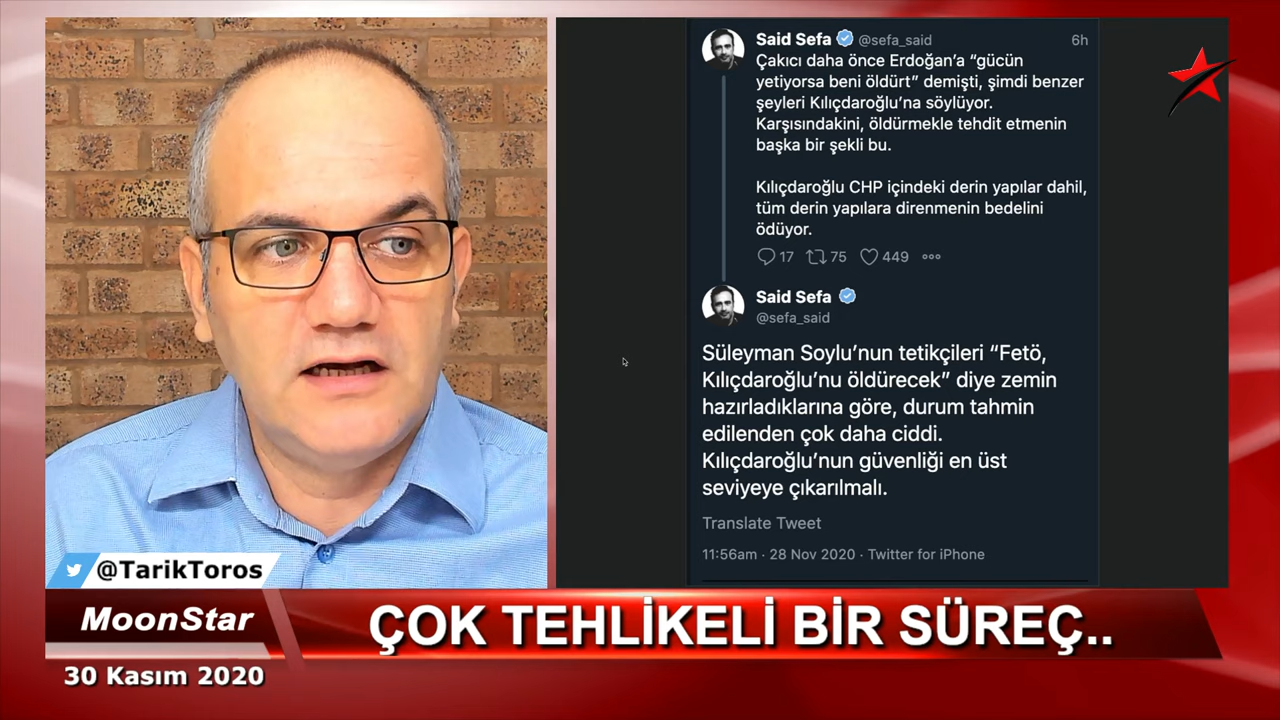 Said Sefa @sefa_said 6h
Çakıcı daha önce Erdoğan'a “gücün
yetiyorsa beni öldürt” demişti, şimdi benzer
şeyleri Kılıçdaroğlu'na söylüyor.
Karşısındakini, öldürmekle tehdit etmenin
başka bir şekli bu.
Kılıçdaroğlu CHP içindeki derin yapılar dahil,
tüm derin yapılara direnmenin bedelini
ödüyor.
17 75 449
Said Sefa
@sefa_said
Süleyman Soylu'nun tetikçileri “Fetö,
Kılıçdaroğlu'nu öldürecek” diye zemin
hazırladıklarına göre, durum tahmin
edilenden çok daha ciddi.
Kılıçdaroğlu'nun güvenliği en üst
seviyeye çıkarılmalı.
Translate Tweet
11:56am · 28 Nov 2020 · Twitter for iPhone
@TarikToros
MoonStar
ÇOK TEHLİKELİ BİR SÜREÇ..
30 Kasım 2020